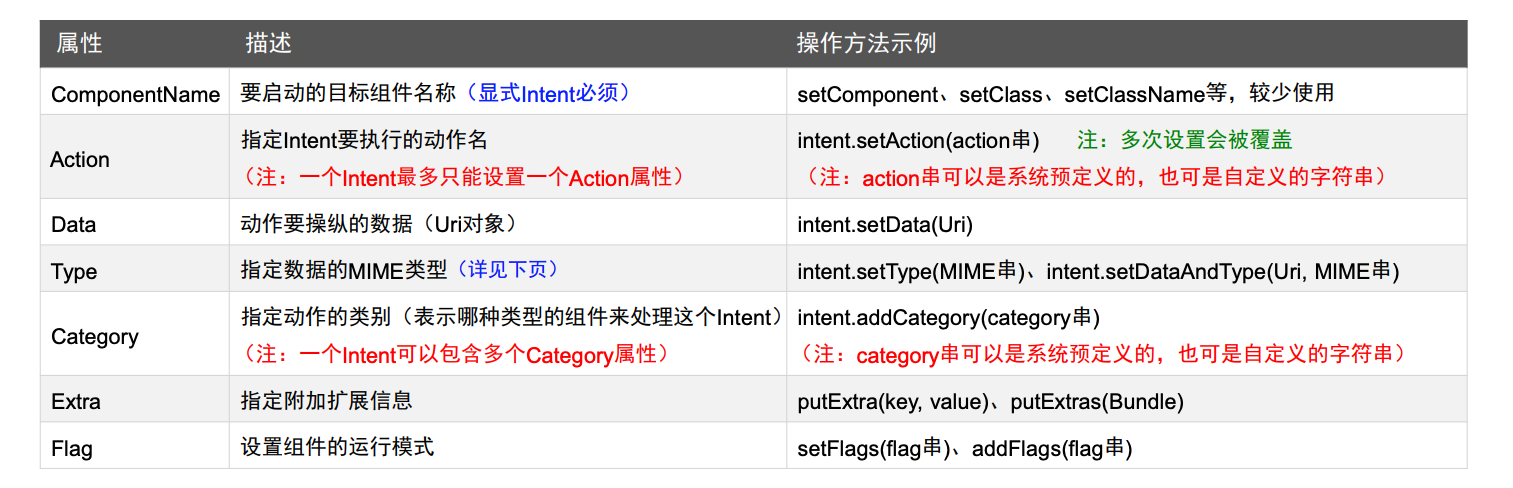 属性 描述 操作方法示例
ComponentName 要启动的目标组件名称（显式Intent必须） setComponent、setClass、setClassName等，较少使用
Action 指定Intent要执行的动作名 intent.setAction(action串) 注：多次设置会被覆盖
（注：一个Intent最多只能设置一个Action属性） （注：action串可以是系统预定义的，也可是自定义的字符串）
Data 动作要操纵的数据（Uri对象） intent.setData(Uri)
Type 指定数据的MIME类型（详见下页） intent.setType(MIME串)、intent.setDataAndType(Uri, MIME串)
Category 指定动作的类别（表示哪种类型的组件来处理这个Intent） intent.addCategory(category串)
（注：一个Intent可以包含多个Category属性） （注：category串可以是系统预定义的，也可是自定义的字符串）
Extra 指定附加扩展信息 putExtra(key, value)、putExtras(Bundle)
Flag 设置组件的运行模式 setFlags(flag串)、addFlags(flag串)